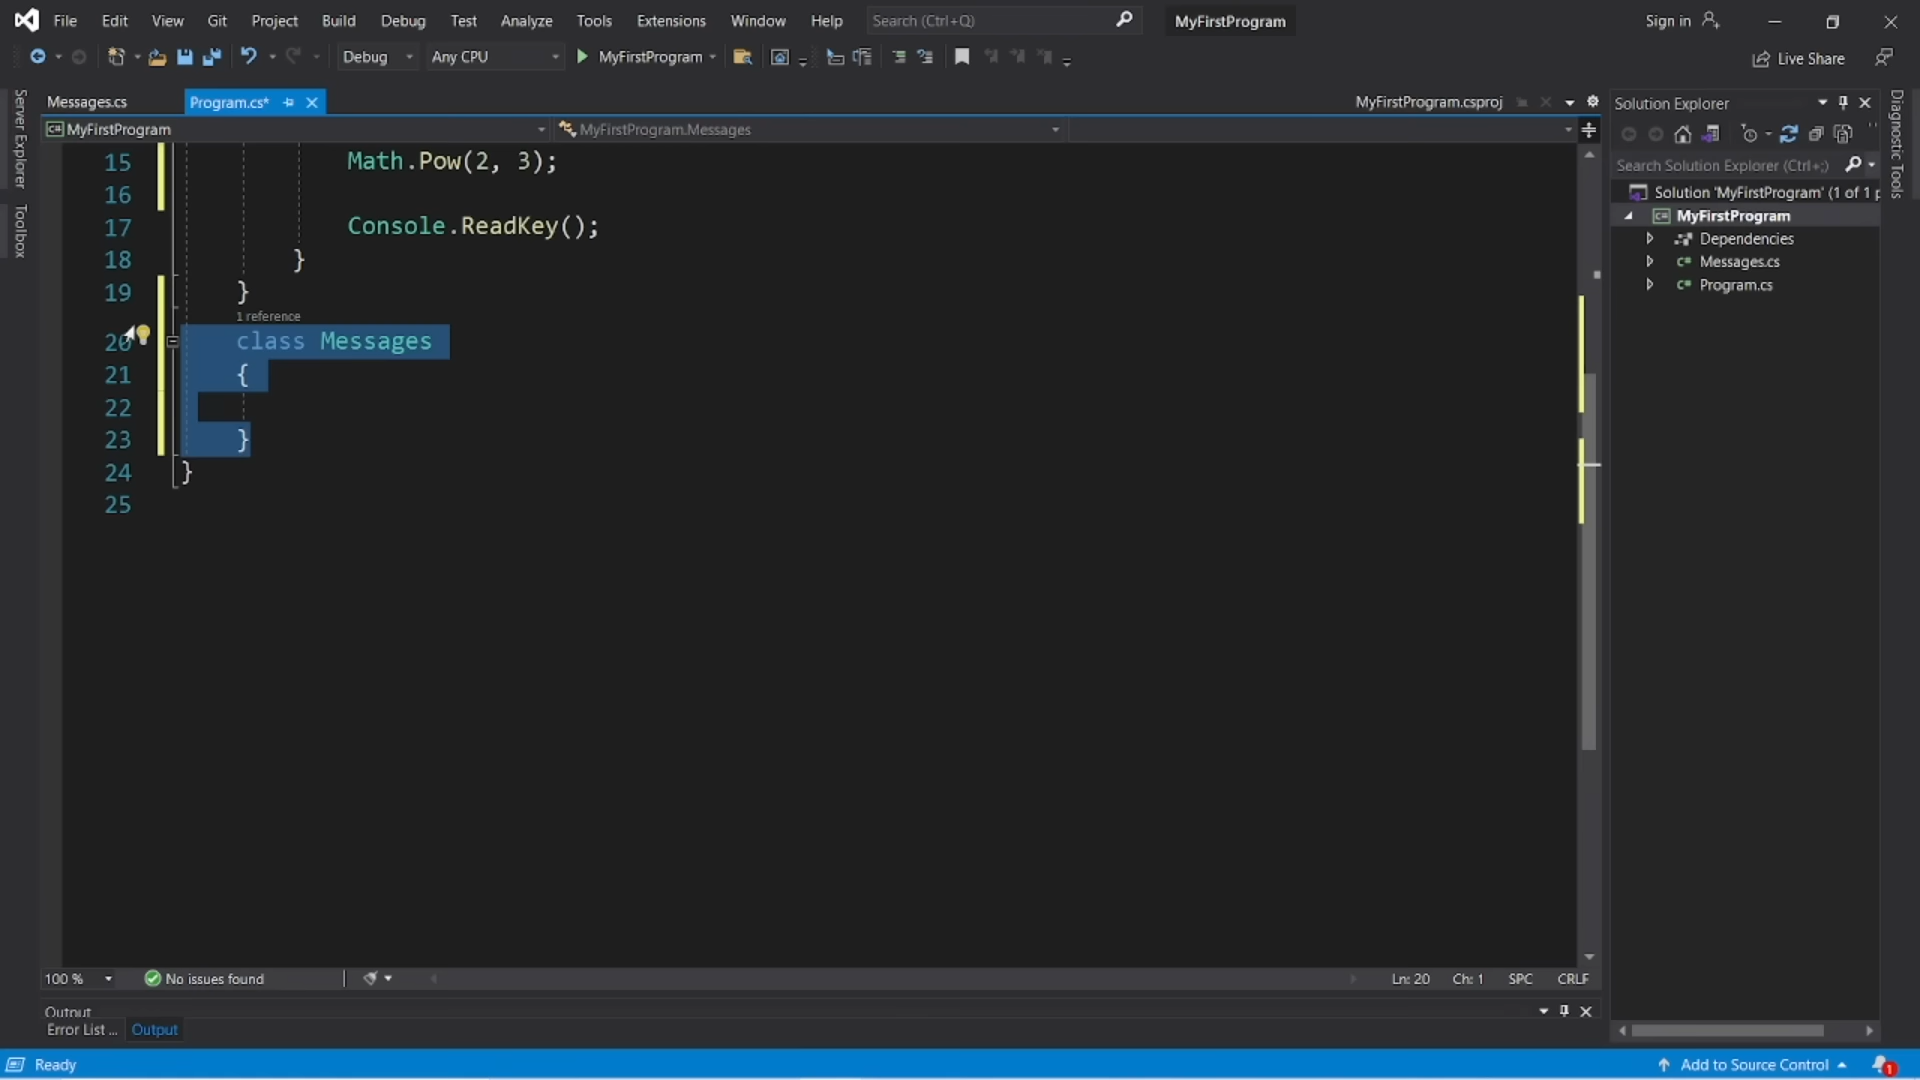 File Edit View Git Project Build Debug Test Analyze Tools Extensions Window Help Search (Ctrl+Q) MyFirstProgram Sign in
Debug Any CPU MyFirstProgram Live Share
Messages.cs Program.cs* MyFirstProgram.csproj
MyFirstProgram MyFirstProgram.Messages
Server Explorer
Toolbox
15 Math.Pow(2, 3);
16
17 Console.ReadKey();
18 }
19 }
1 reference
20 class Messages
21 {
22
23 }
24 }
25
100 % No issues found Ln: 20 Ch: 1 SPC CRLF
Output
Error List ... Output
Ready Add to Source Control 1
Solution Explorer
Search Solution Explorer (Ctrl+;)
Solution 'MyFirstProgram' (1 of 1 p
MyFirstProgram
Dependencies
C# Messages.cs
C# Program.cs
Diagnostic Tools